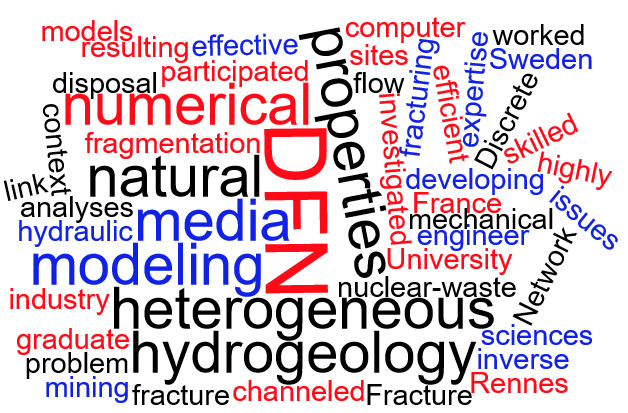 models
resulting
effective
computer
worked
sites
Sweden
disposal
participated
flow
numerical
properties
fracturing
efficient
expertise
Discrete
skilled
highly
context
fragmentation
DFN
investigated
link
natural
developing
issues
analyses
media
France
mechanical
hydraulic
engineer
modeling
University
Network
nuclear-waste
industry
heterogeneous
graduate
hydrogeology
sciences
problem
inverse
mining
fracture
channeled
Fracture
Rennes